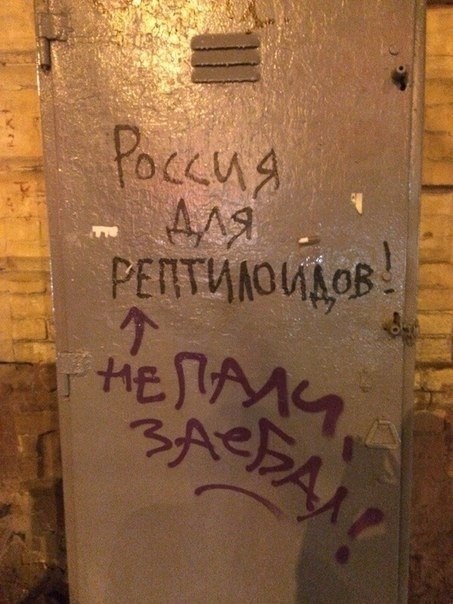 Россия
для
РЕПТИЛОИДОВ!
↑
НЕ ПАЛИ,
ЗАеБАЛ!